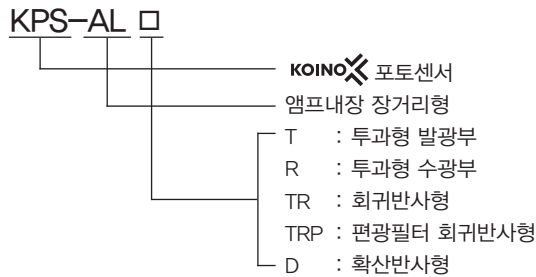 KPS-AL □
KOINO 포토센서
앰프내장 장거리형
T : 투과형 발광부
R : 투과형 수광부
TR : 회귀반사형
TRP : 편광필터 회귀반사형
D : 확산반사형